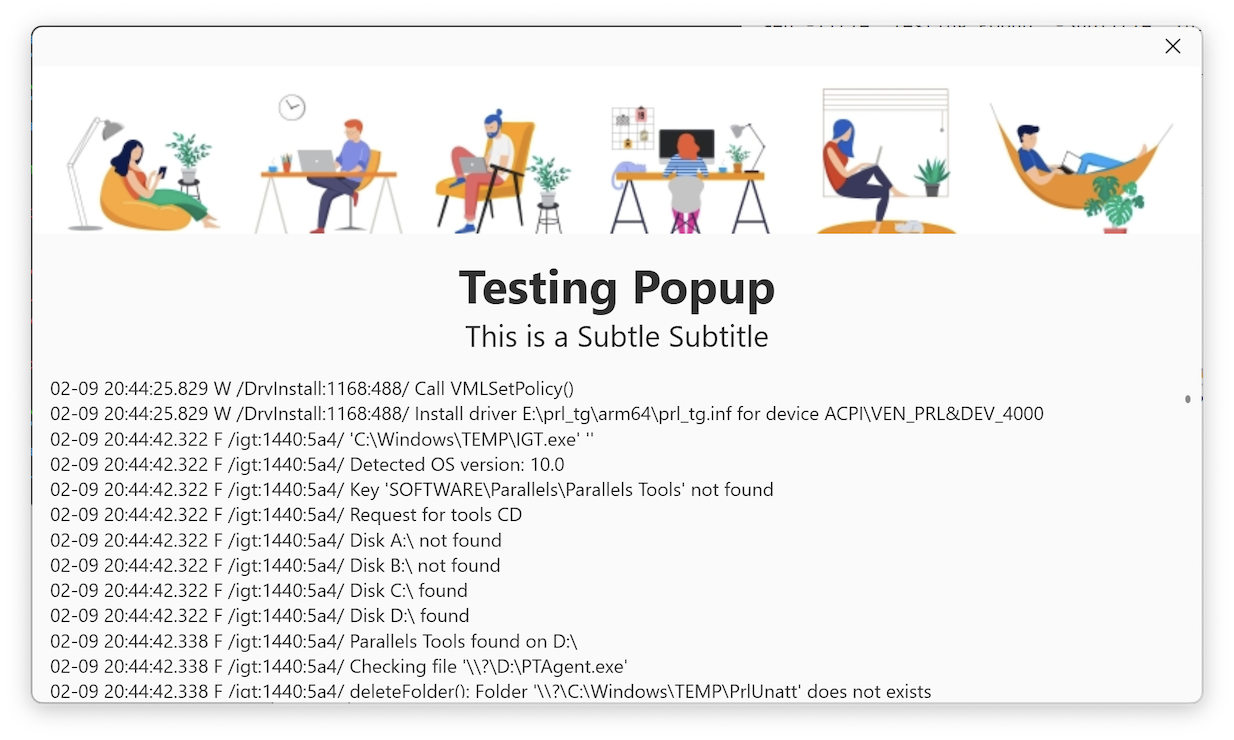 Testing Popup
This is a Subtle Subtitle
02-09 20:44:25.829 W /DrvInstall:1168:488/ Call VMLSetPolicy()
02-09 20:44:25.829 W /DrvInstall:1168:488/ Install driver E:\prl_tg\arm64\prl_tg.inf for device ACPI\VEN_PRL&DEV_4000
02-09 20:44:42.322 F /igt:1440:5a4/ 'C:\Windows\TEMP\IGT.exe' ''
02-09 20:44:42.322 F /igt:1440:5a4/ Detected OS version: 10.0
02-09 20:44:42.322 F /igt:1440:5a4/ Key 'SOFTWARE\Parallels\Parallels Tools' not found
02-09 20:44:42.322 F /igt:1440:5a4/ Request for tools CD
02-09 20:44:42.322 F /igt:1440:5a4/ Disk A:\ not found
02-09 20:44:42.322 F /igt:1440:5a4/ Disk B:\ not found
02-09 20:44:42.322 F /igt:1440:5a4/ Disk C:\ found
02-09 20:44:42.322 F /igt:1440:5a4/ Disk D:\ found
02-09 20:44:42.338 F /igt:1440:5a4/ Parallels Tools found on D:\
02-09 20:44:42.338 F /igt:1440:5a4/ Checking file '\\?\D:\PTAgent.exe'
02-09 20:44:42.338 F /igt:1440:5a4/ deleteFolder(): Folder '\\?\C:\Windows\TEMP\PrlUnatt' does not exists